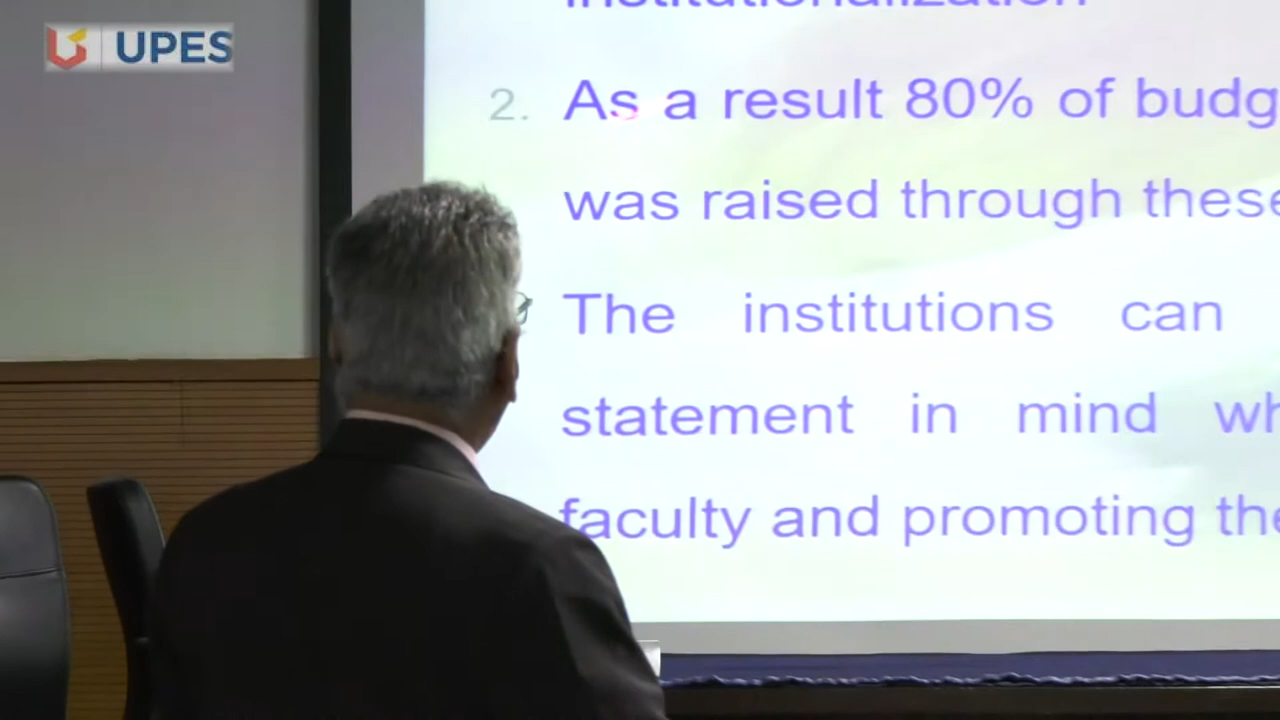 UPES
institutionalization
2. As a result 80% of budg
was raised through these
The institutions can
statement in mind wh
faculty and promoting the